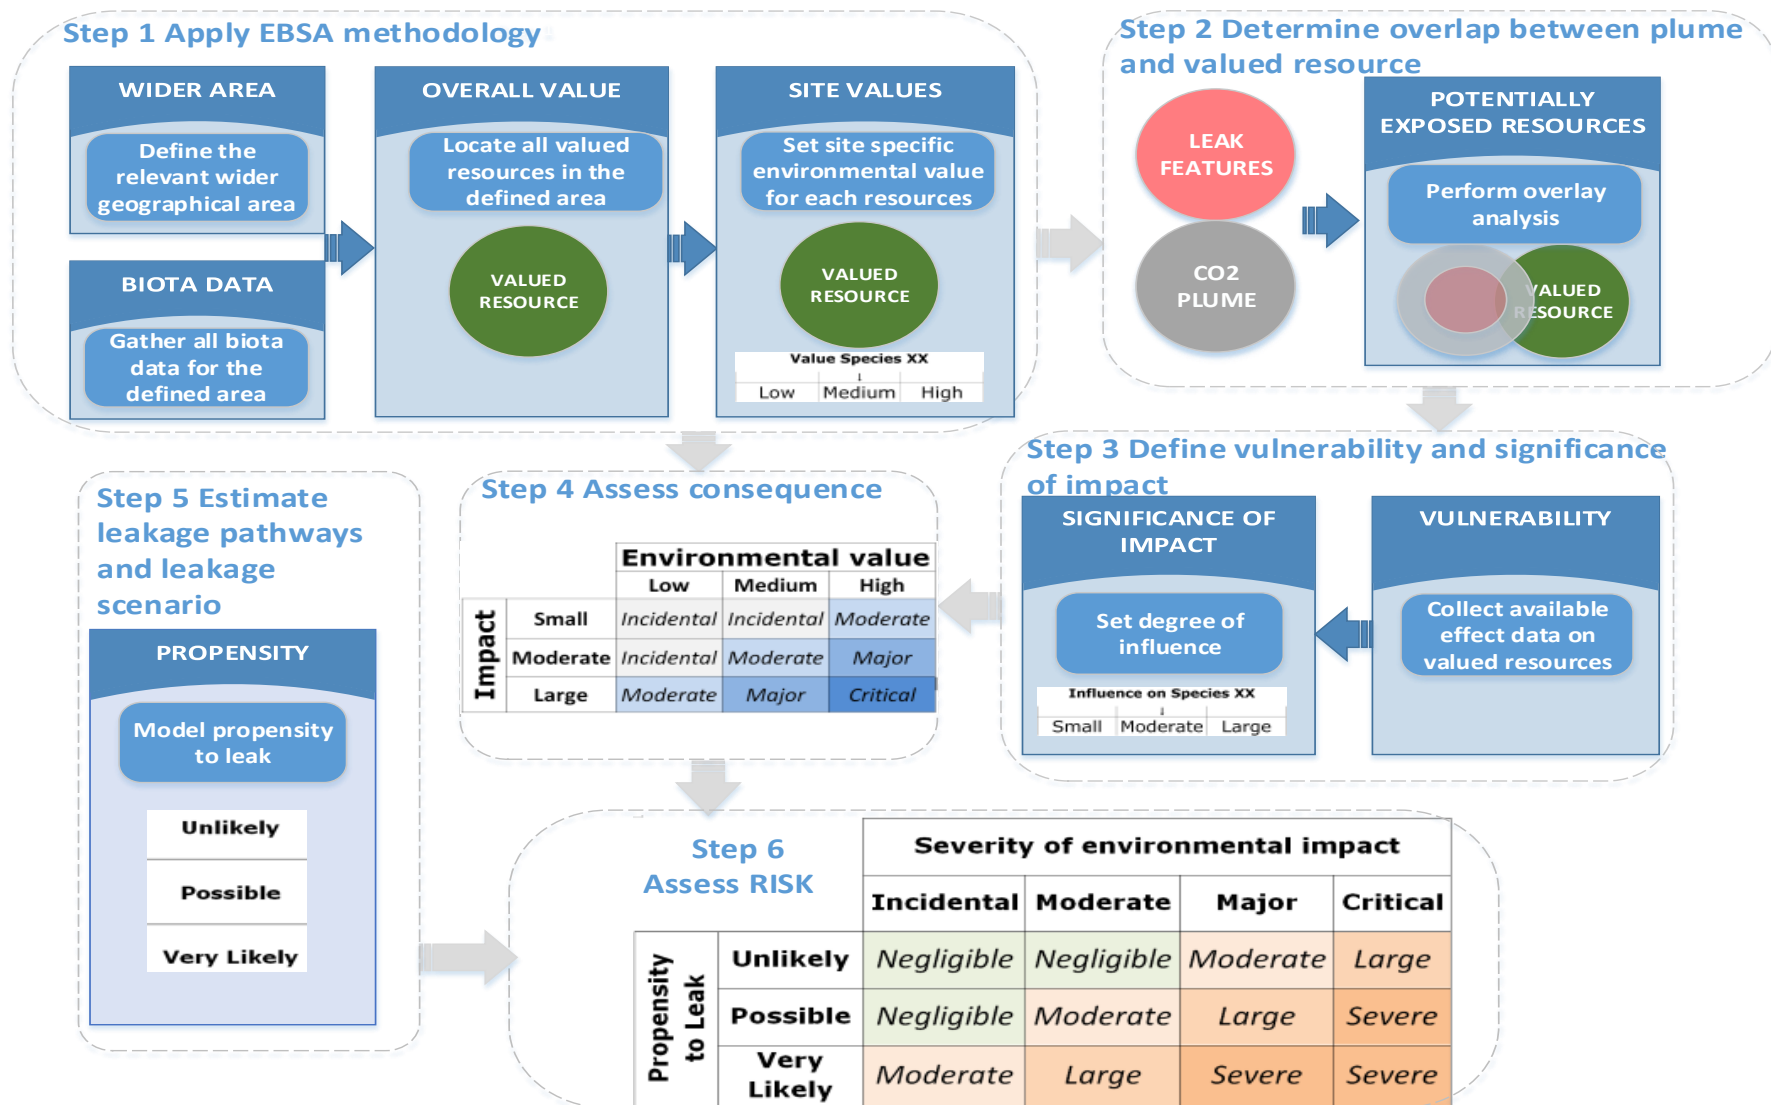 Step 1 Apply EBSA methodology
WIDER AREA
Define the
relevant wider
geographical area
BIOTA DATA
Gather all biota
data for the
defined area
OVERALL VALUE
Locate all valued
resources in the
defined area
VALUED
RESOURCE
SITE VALUES
Set site specific
environmental value
for each resources
VALUED
RESOURCE
Value Species XX
↓
Low Medium High
Step 2 Determine overlap between plume
and valued resource
LEAK
FEATURES
CO2
PLUME
POTENTIALLY
EXPOSED RESOURCES
Perform overlay
analysis
VALUED
RESOURCE
Step 3 Define vulnerability and significance
of impact
SIGNIFICANCE OF
IMPACT
Set degree of
influence
Influence on Species XX
↓
Small Moderate Large
VULNERABILITY
Collect available
effect data on
valued resources
Step 4 Assess consequence
Environmental value
Low Medium High
Impact
Small Incidental Incidental Moderate
Moderate Incidental Moderate Major
Large Moderate Major Critical
Step 5 Estimate
leakage pathways
and leakage
scenario
PROPENSITY
Model propensity
to leak
Unlikely
Possible
Very Likely
Step 6
Assess RISK
Severity of environmental impact
Incidental Moderate Major Critical
Propensity
to Leak
Unlikely Negligible Negligible Moderate Large
Possible Negligible Moderate Large Severe
Very
Likely Moderate Large Severe Severe